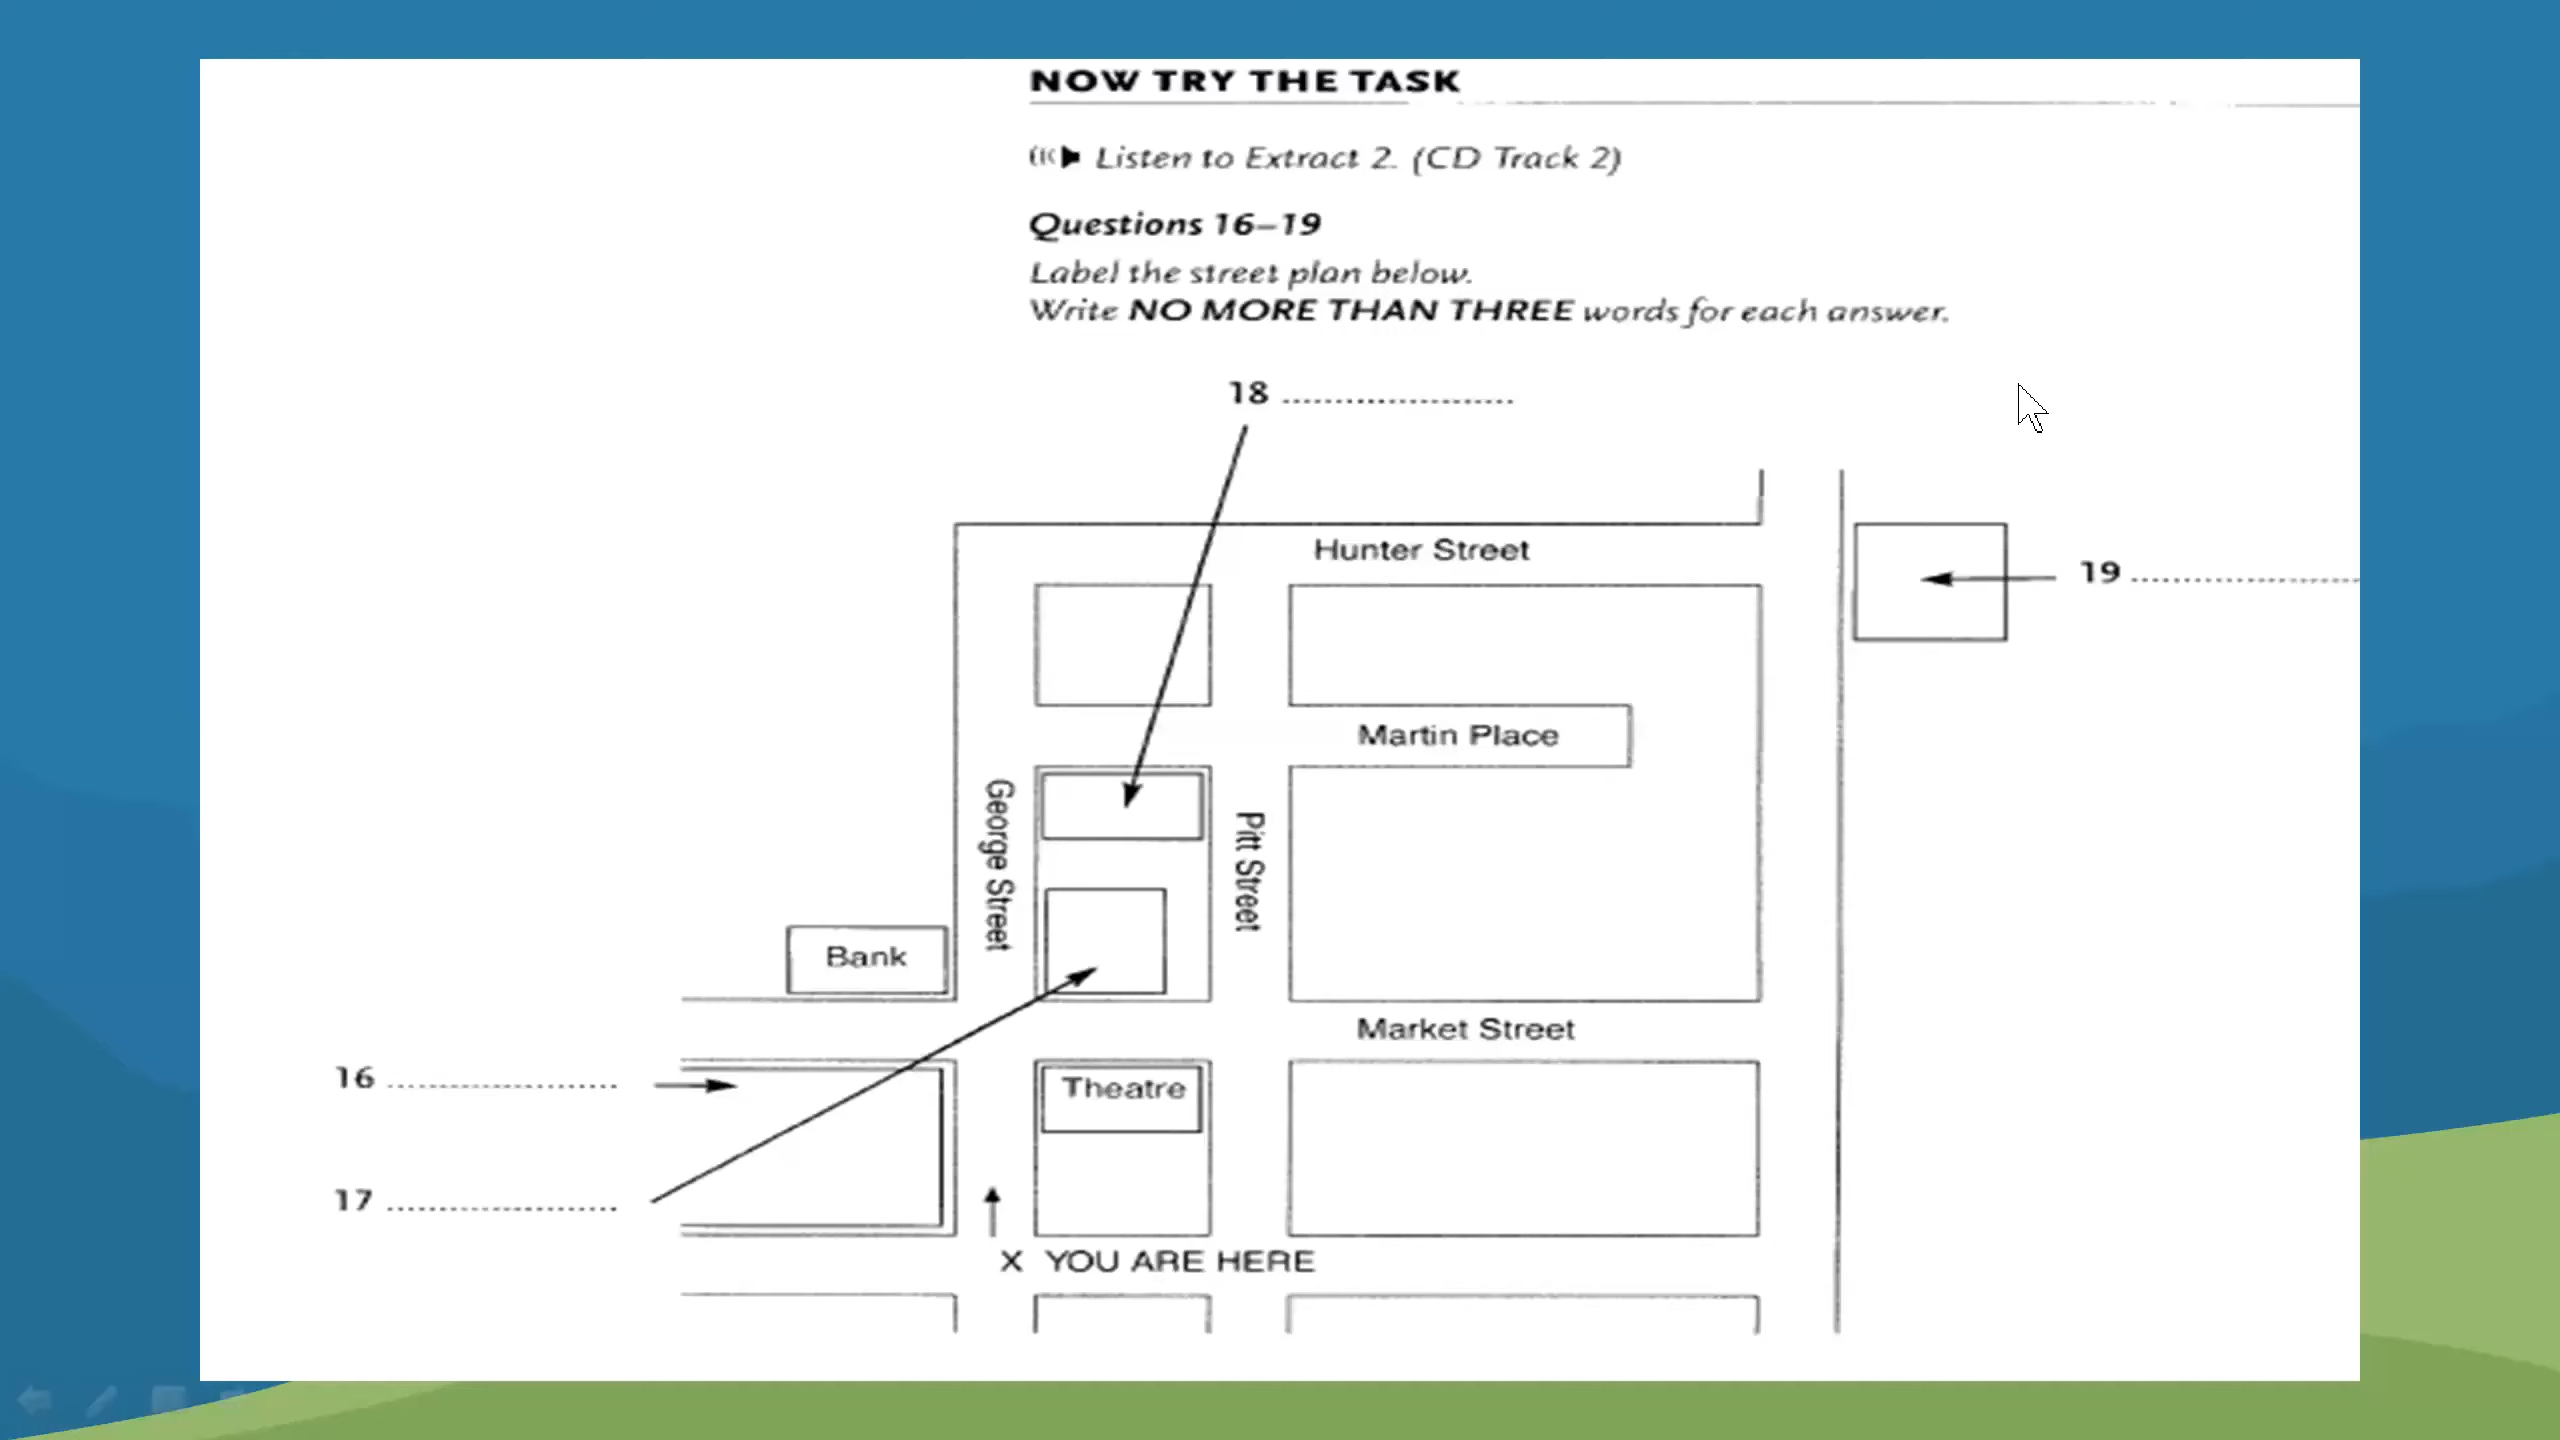 NOW TRY THE TASK
Listen to Extract 2. (CD Track 2)
Questions 16–19
Label the street plan below.
Write NO MORE THAN THREE words for each answer.
18 ........................
Hunter Street
19 ........................
Martin Place
George Street
Pitt Street
Bank
Market Street
16 ........................
Theatre
17 ........................
X YOU ARE HERE